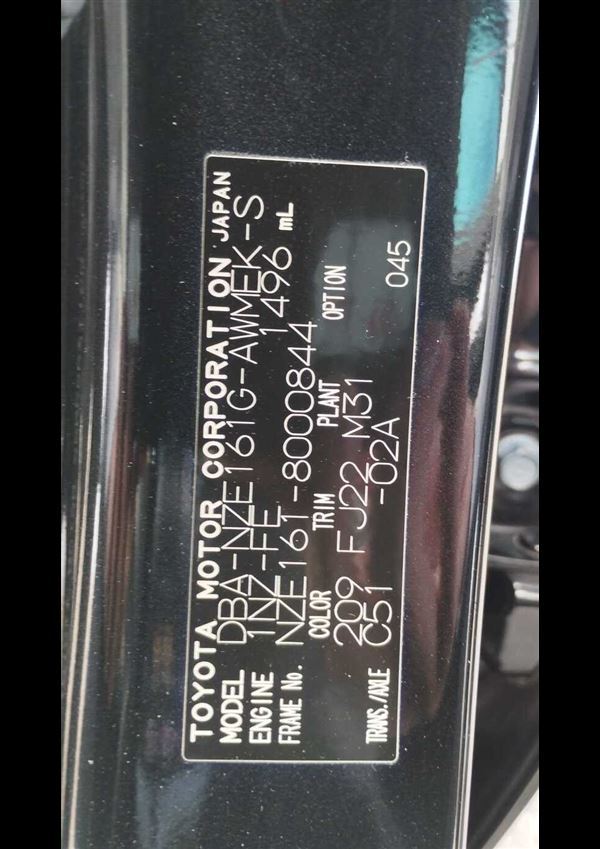 TOYOTA MOTOR CORPORATION JAPAN
MODEL DBA-NZE161G-AWMEK-S
ENGINE 1NZ-FE 1496 mL
FRAME No. NZE161-8000844
COLOR TRIM PLANT OPTION
209 FJ22 M31
TRANS./AXLE C51 -02A 045